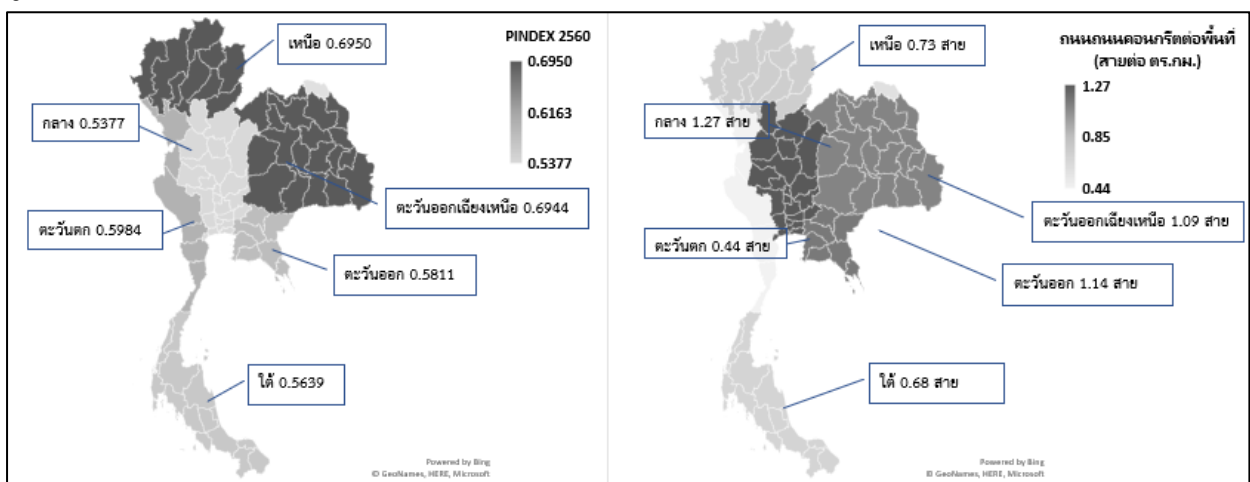 เหนือ 0.6950
PINDEX 2560
0.6950
0.6163
0.5377
กลาง 0.5377
ตะวันออกเฉียงเหนือ 0.6944
ตะวันตก 0.5984
ตะวันออก 0.5811
ใต้ 0.5639
Powered by Bing
© GeoNames, HERE, Microsoft
เหนือ 0.73 สาย
ถนนถนนคอนกรีตต่อพื้นที่
(สายต่อ ตร.กม.)
1.27
0.85
0.44
กลาง 1.27 สาย
ตะวันออกเฉียงเหนือ 1.09 สาย
ตะวันตก 0.44 สาย
ตะวันออก 1.14 สาย
ใต้ 0.68 สาย
Powered by Bing
© GeoNames, HERE, Microsoft